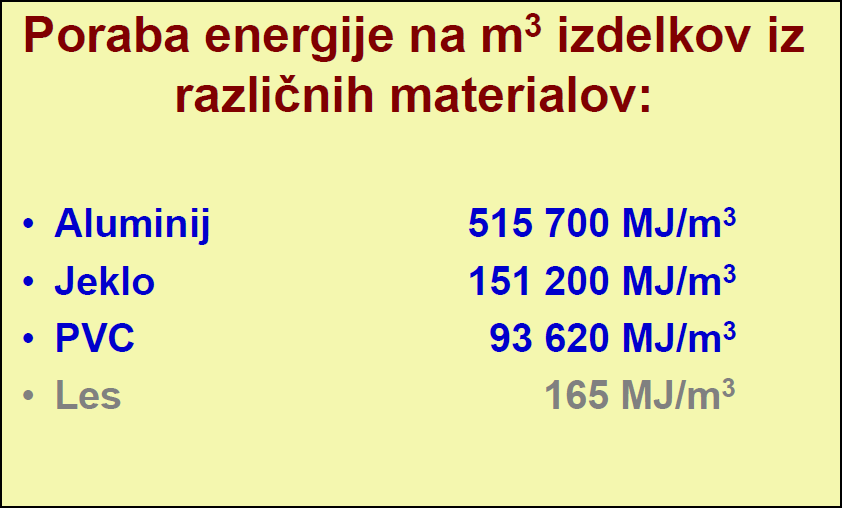 Poraba energije na m³ izdelkov iz
različnih materialov:
• Aluminij 515 700 MJ/m³
• Jeklo 151 200 MJ/m³
• PVC 93 620 MJ/m³
• Les 165 MJ/m³